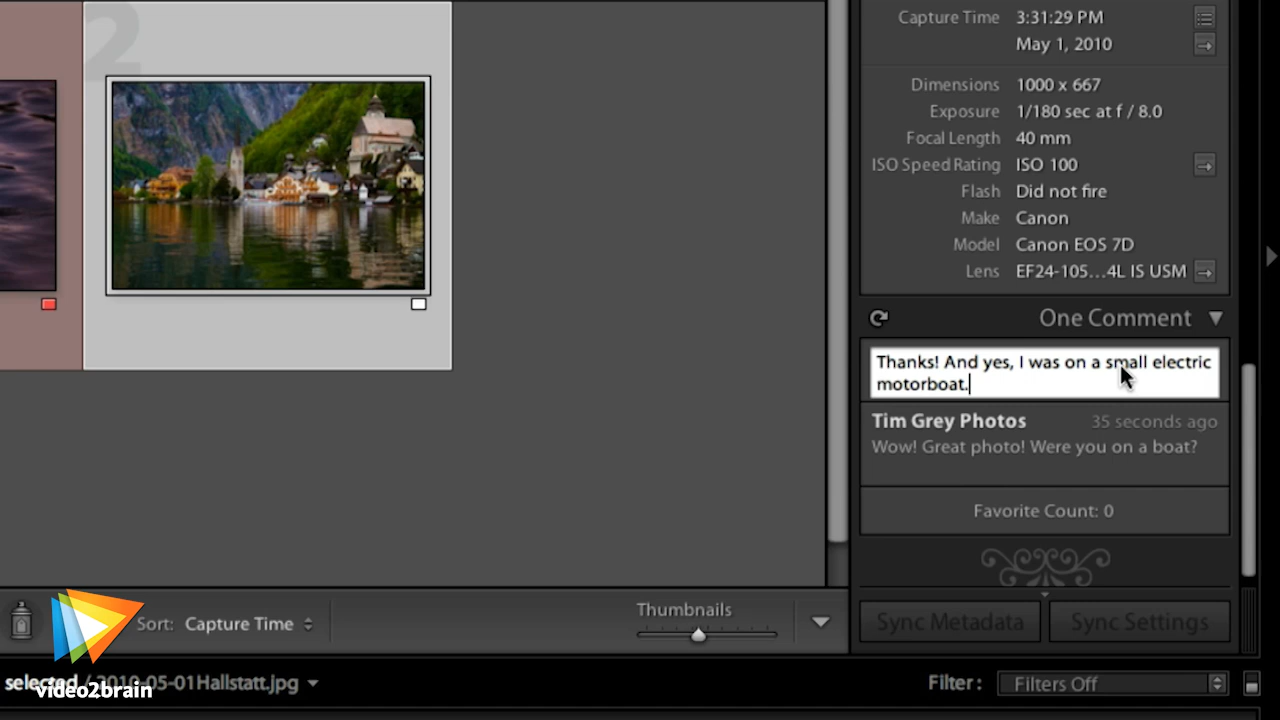 2
Capture Time 3:31:29 PM
May 1, 2010
Dimensions 1000 x 667
Exposure 1/180 sec at f / 8.0
Focal Length 40 mm
ISO Speed Rating ISO 100
Flash Did not fire
Make Canon
Model Canon EOS 7D
Lens EF24-105...4L IS USM
One Comment
Thanks! And yes, I was on a small electric
motorboat.
Tim Grey Photos 35 seconds ago
Wow! Great photo! Were you on a boat?
Favorite Count: 0
Sort: Capture Time
Thumbnails
Sync Metadata Sync Settings
selected / 2010-05-01Hallstatt.jpg
video2brain
Filter: Filters Off